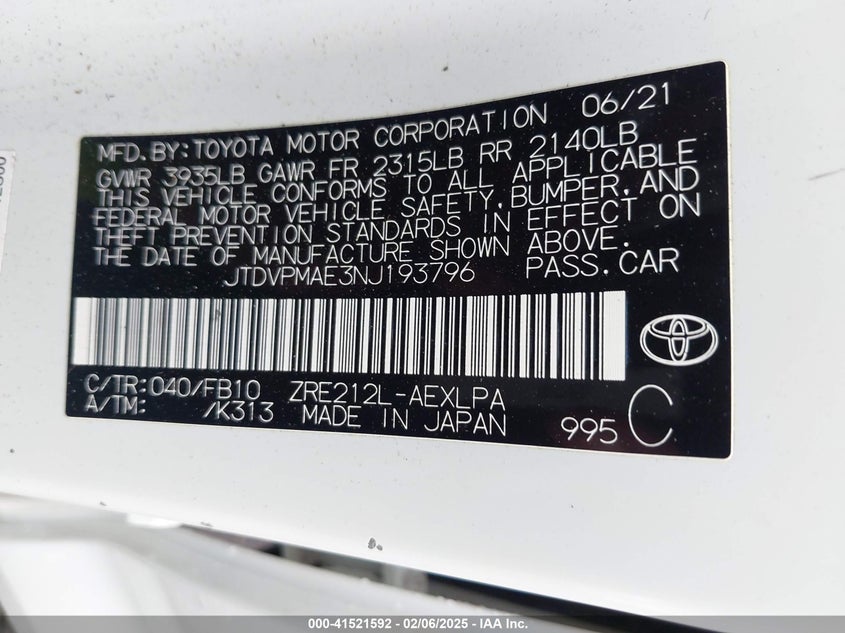 MFD.BY:TOYOTA MOTOR CORPORATION 06/21
GVWR 3935LB GAWR FR 2315LB RR 2140LB
THIS VEHICLE CONFORMS TO ALL APPLICABLE
FEDERAL MOTOR VEHICLE SAFETY,BUMPER,AND
THEFT PREVENTION STANDARDS IN EFFECT ON
THE DATE OF MANUFACTURE SHOWN ABOVE.
JTDVPMAE3NJ193796 PASS.CAR
C/TR:040/FB10 ZRE212L-AEXLPA
A/TM: /K313 MADE IN JAPAN 995 C
000-41521592 - 02/06/2025 - IAA Inc.